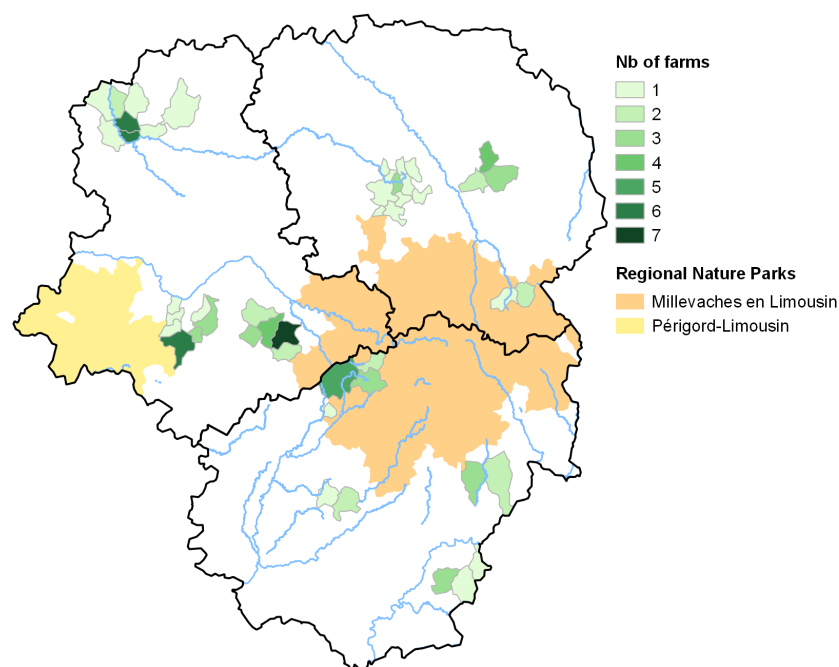 Nb of farms
1
2
3
4
5
6
7
Regional Nature Parks
Millevaches en Limousin
Périgord-Limousin